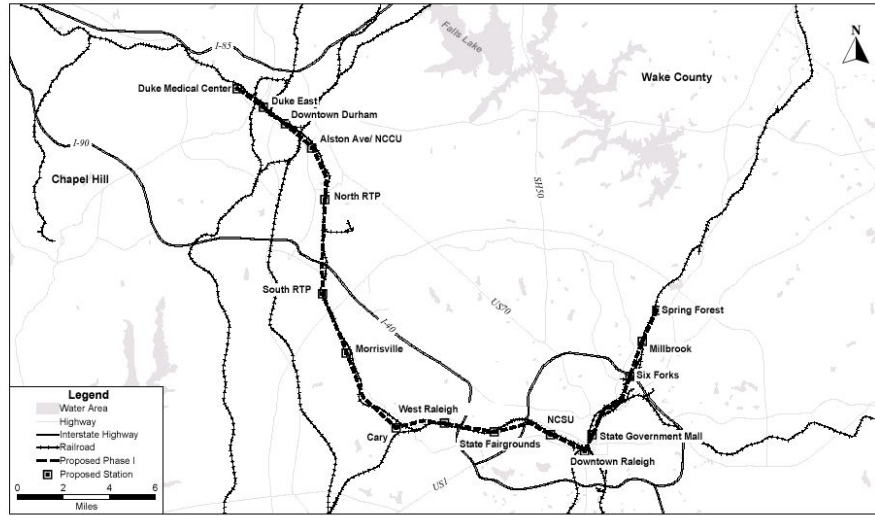 I-85
Falls Lake
N
Wake County
Duke Medical Center
Duke East
Downtown Durham
Alston Ave/ NCCU
I-90
Chapel Hill
SH50
North RTP
South RTP
US70
Spring Forest
I-40
Millbrook
Morrisville
Six Forks
West Raleigh
NCSU
Cary
State Fairgrounds
State Government Mall
Downtown Raleigh
US1
Legend
Water Area
Highway
Interstate Highway
Railroad
Proposed Phase I
Proposed Station
0 2 4 6
Miles